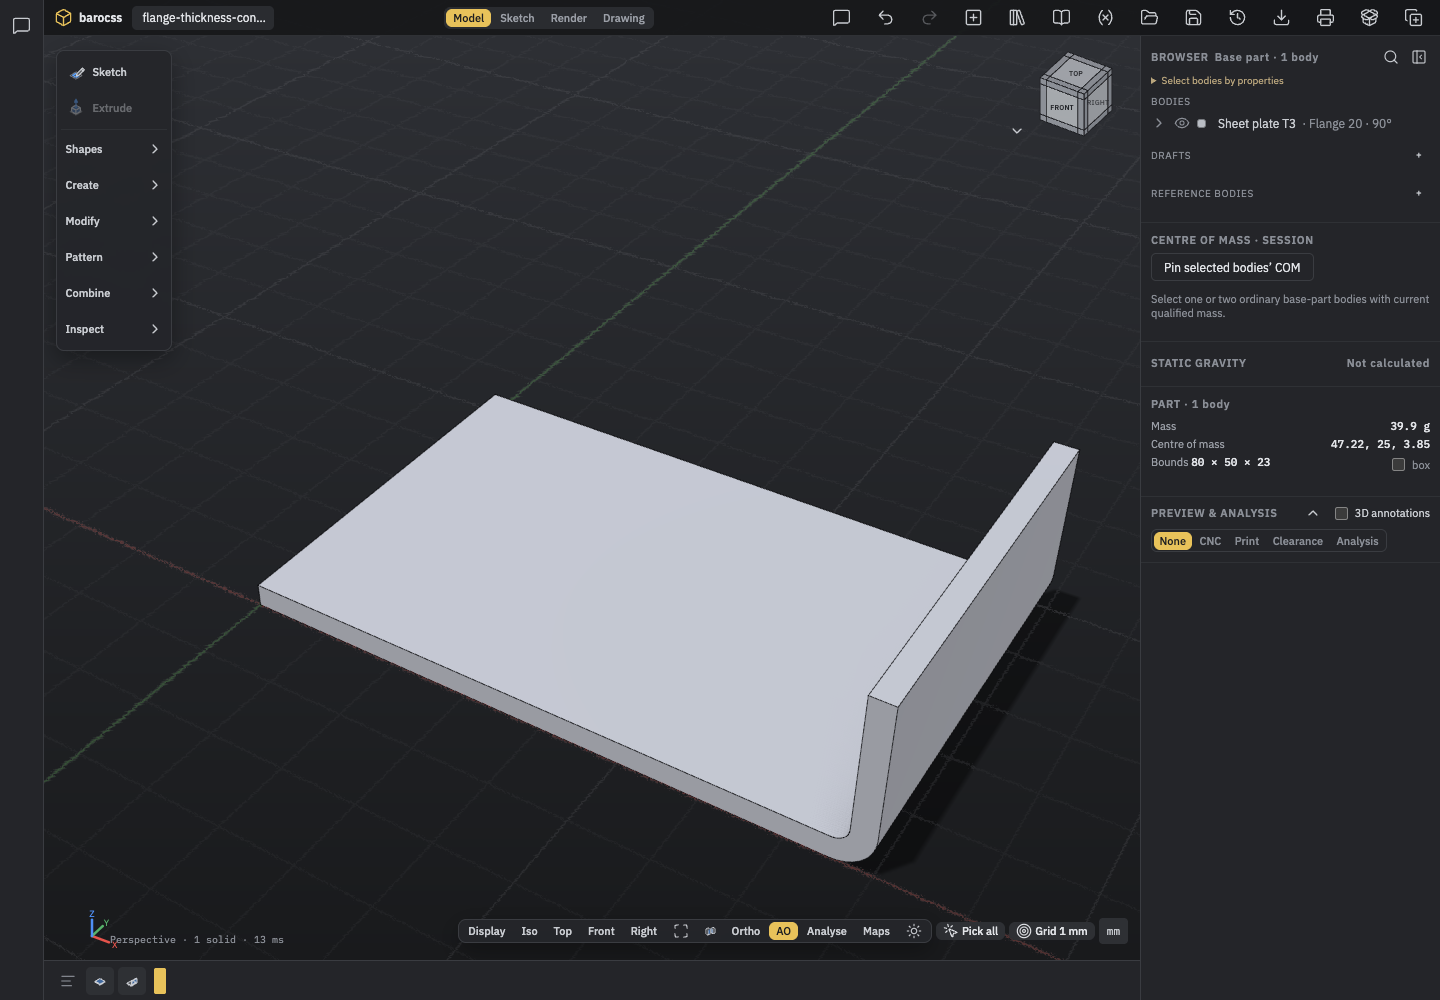 barocss
flange-thickness-con...
Model
Sketch
Render
Drawing
Sketch
Extrude
Shapes
Create
Modify
Pattern
Combine
Inspect
TOP
FRONT
RIGHT
BROWSER Base part · 1 body
Select bodies by properties
BODIES
Sheet plate T3 · Flange 20 · 90°
DRAFTS
REFERENCE BODIES
CENTRE OF MASS · SESSION
Pin selected bodies’ COM
Select one or two ordinary base-part bodies with current
qualified mass.
STATIC GRAVITY Not calculated
PART · 1 body
Mass 39.9 g
Centre of mass 47.22, 25, 3.85
Bounds 80 × 50 × 23 box
PREVIEW & ANALYSIS 3D annotations
None CNC Print Clearance Analysis
Z
Y
X
Perspective · 1 solid · 13 ms
Display Iso Top Front Right Ortho AO Analyse Maps Pick all Grid 1 mm mm